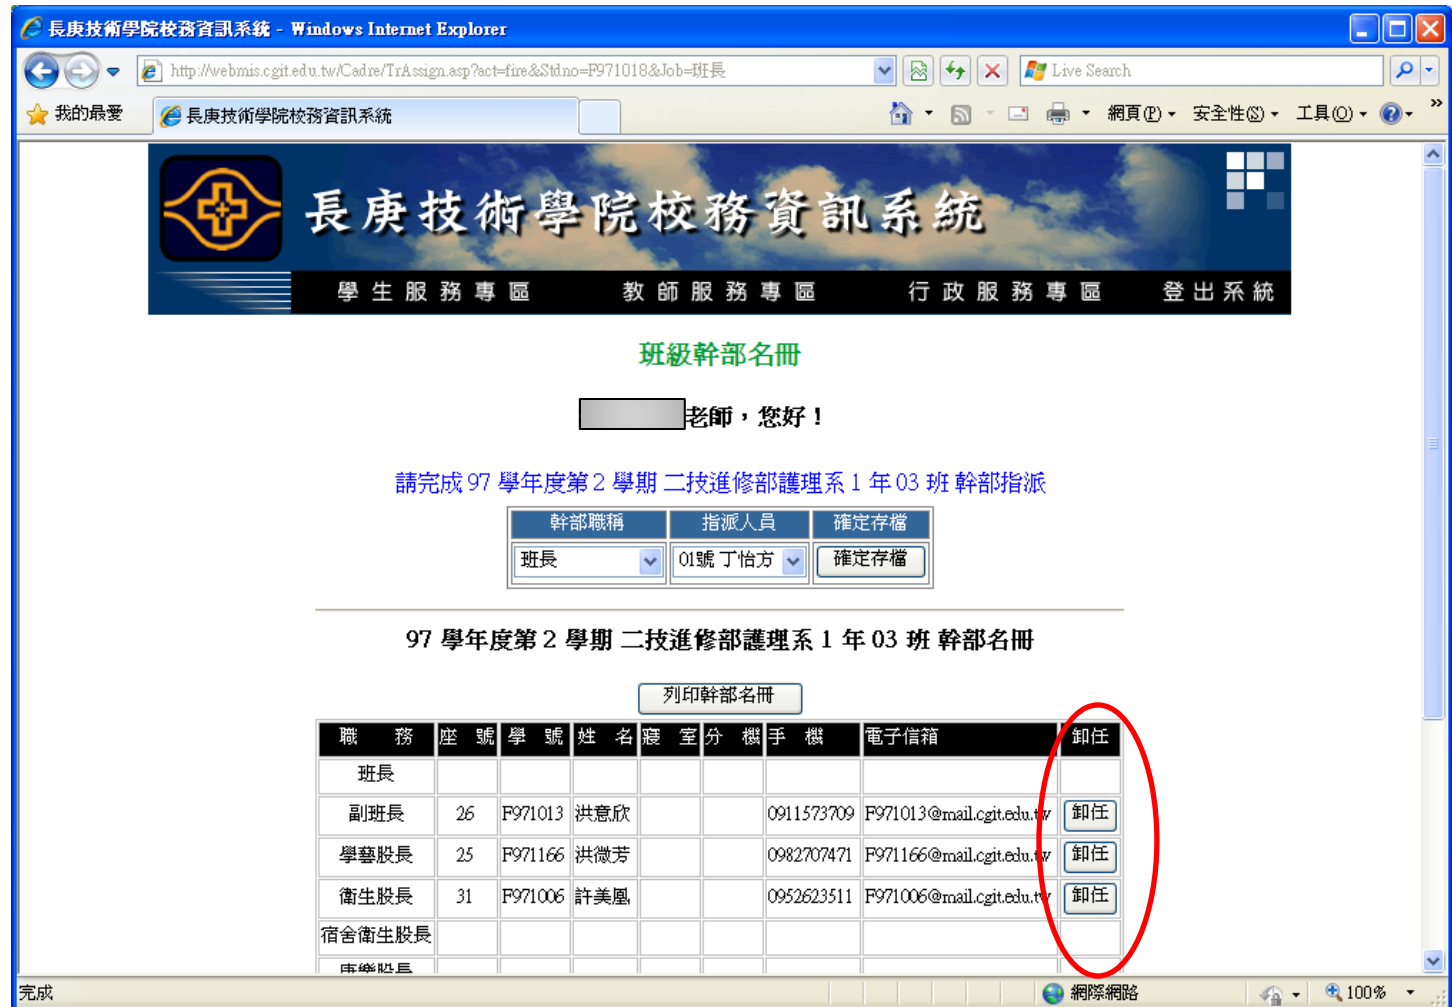 長庚技術學院校務資訊系統 - Windows Internet Explorer
http://webmis.cgit.edu.tw/Cadre/TrAssign.asp?act=fire&Stdno=F971018&Job=班長
Live Search
我的最愛
長庚技術學院校務資訊系統
網頁(P)
安全性(S)
工具(O)
»
長庚技術學院校務資訊系統
學生服務專區 教師服務專區 行政服務專區 登出系統
班級幹部名冊
老師，您好！
請完成 97 學年度第 2 學期 二技進修部護理系 1 年 03 班 幹部指派
幹部職稱 指派人員 確定存檔
班長 01號 丁怡方 確定存檔
97 學年度第 2 學期 二技進修部護理系 1 年 03 班 幹部名冊
列印幹部名冊
職 務 座 號 學 號 姓 名 寢 室 分 機 手 機 電子信箱 卸任
班長
副班長 26 F971013 洪意欣 0911573709 F971013@mail.cgit.edu.tw 卸任
學藝股長 25 F971166 洪微芳 0982707471 F971166@mail.cgit.edu.tw 卸任
衛生股長 31 F971006 許美凰 0952623511 F971006@mail.cgit.edu.tw 卸任
宿舍衛生股長
康樂股長
完成 網際網路 100%